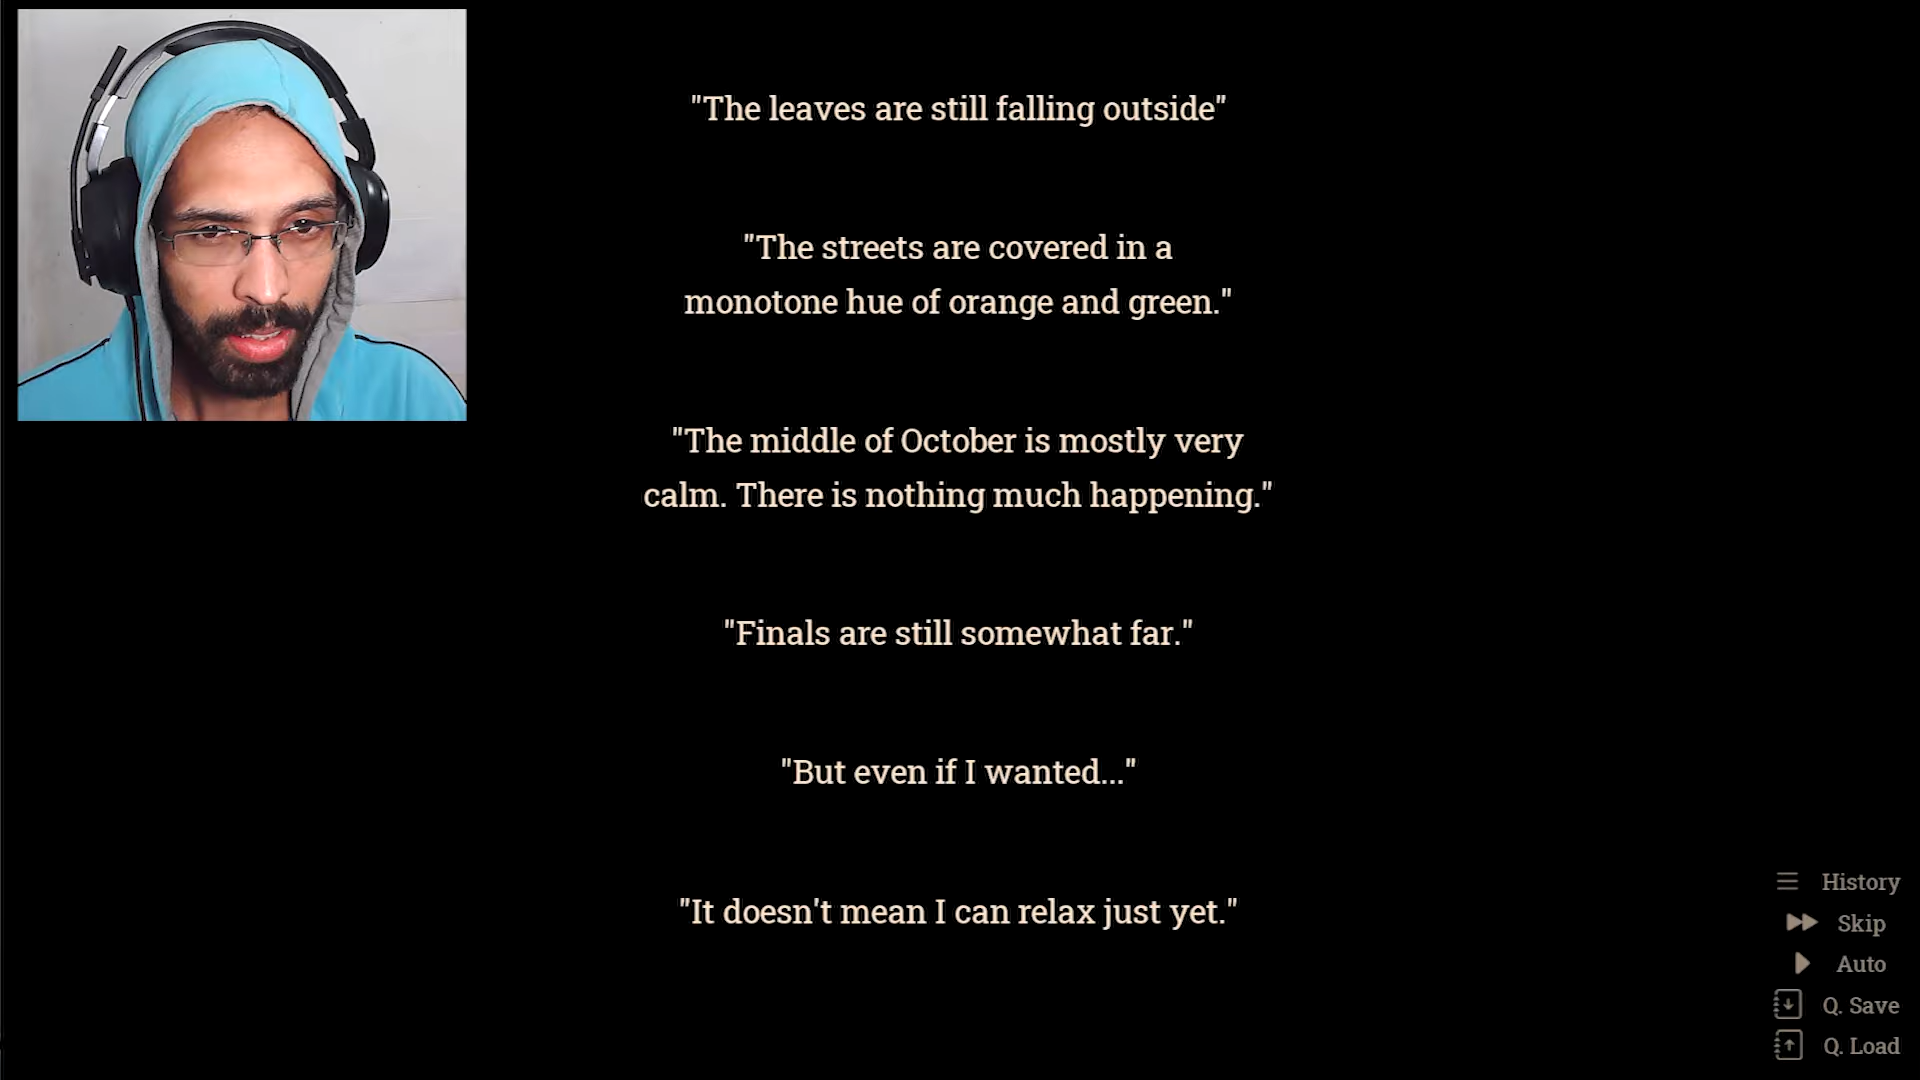 "The leaves are still falling outside"
"The streets are covered in a
monotone hue of orange and green."
"The middle of October is mostly very
calm. There is nothing much happening."
"Finals are still somewhat far."
"But even if I wanted..."
"It doesn't mean I can relax just yet."
History
Skip
Auto
Q. Save
Q. Load